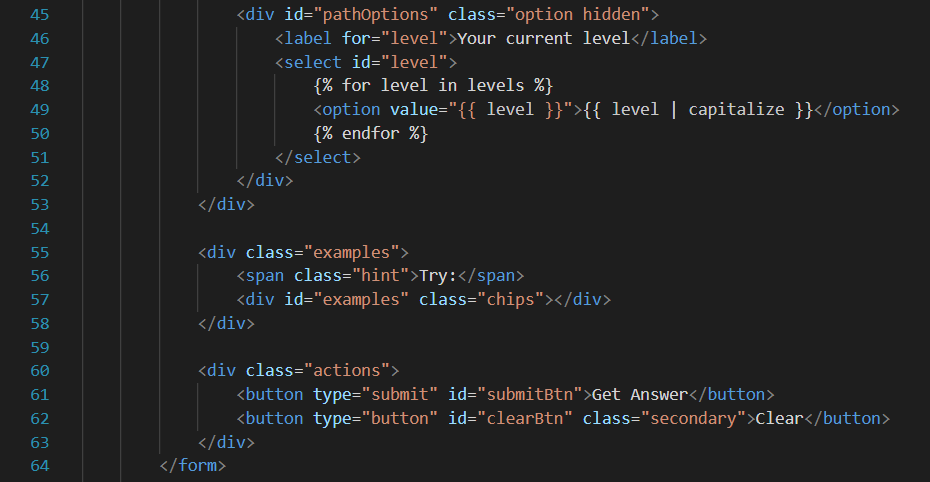 45 <div id="pathOptions" class="option hidden">
46 <label for="level">Your current level</label>
47 <select id="level">
48 {% for level in levels %}
49 <option value="{{ level }}">{{ level | capitalize }}</option>
50 {% endfor %}
51 </select>
52 </div>
53 </div>
54
55 <div class="examples">
56 <span class="hint">Try:</span>
57 <div id="examples" class="chips"></div>
58 </div>
59
60 <div class="actions">
61 <button type="submit" id="submitBtn">Get Answer</button>
62 <button type="button" id="clearBtn" class="secondary">Clear</button>
63 </div>
64 </form>